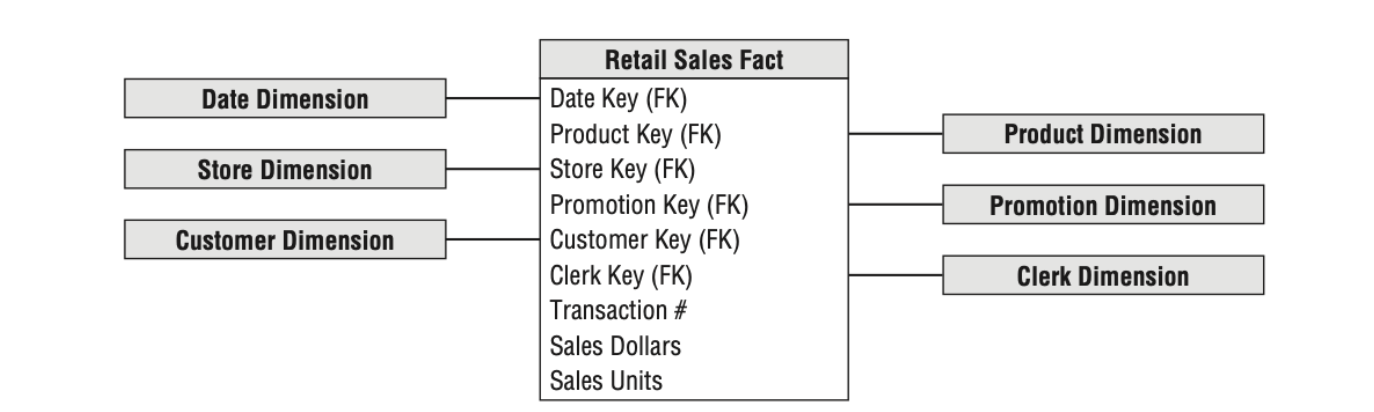 Retail Sales Fact
Date Key (FK)
Product Key (FK)
Store Key (FK)
Promotion Key (FK)
Customer Key (FK)
Clerk Key (FK)
Transaction #
Sales Dollars
Sales Units
Date Dimension
Store Dimension
Customer Dimension
Product Dimension
Promotion Dimension
Clerk Dimension